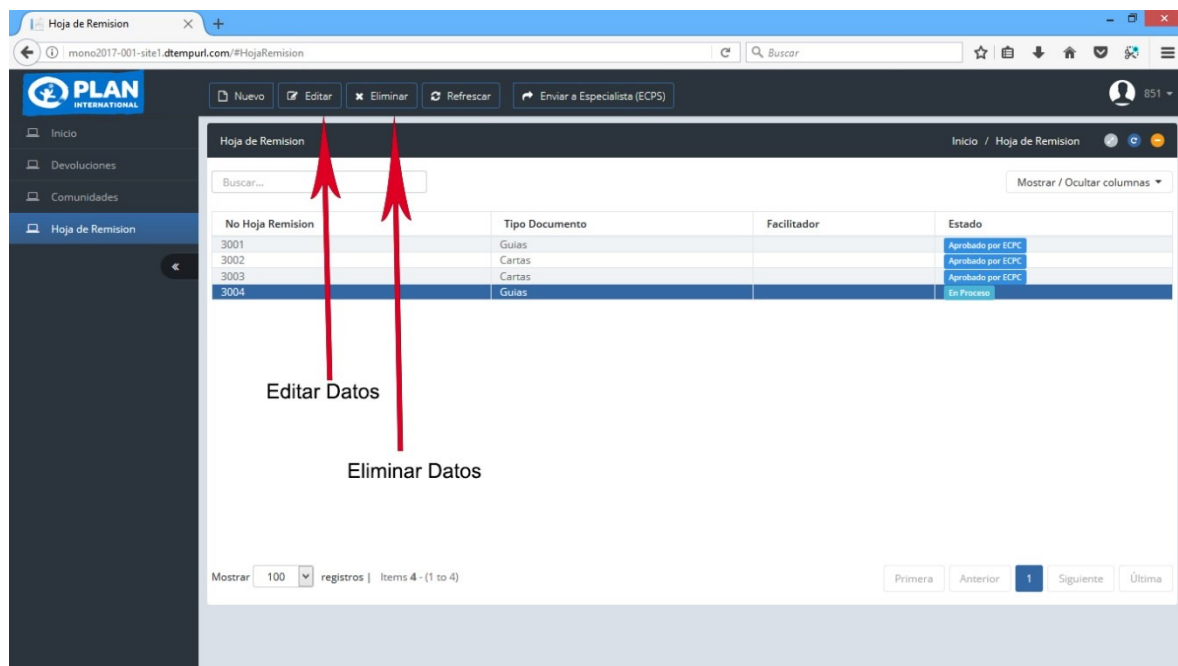 Hoja de Remision
mono2017-001-site1.dtempurl.com/#HojaRemision
Buscar
PLAN
INTERNATIONAL
Nuevo Editar Eliminar Refrescar Enviar a Especialista (ECPS)
851
Inicio
Devoluciones
Comunidades
Hoja de Remision
Hoja de Remision
Inicio / Hoja de Remision
Buscar...
Mostrar / Ocultar columnas
No Hoja Remision Tipo Documento Facilitador Estado
3001 Guias Aprobado por ECPC
3002 Cartas Aprobado por ECPC
3003 Cartas Aprobado por ECPC
3004 Guias En Proceso
Editar Datos
Eliminar Datos
Mostrar 100 registros | Items 4 - (1 to 4)
Primera Anterior 1 Siguiente Última